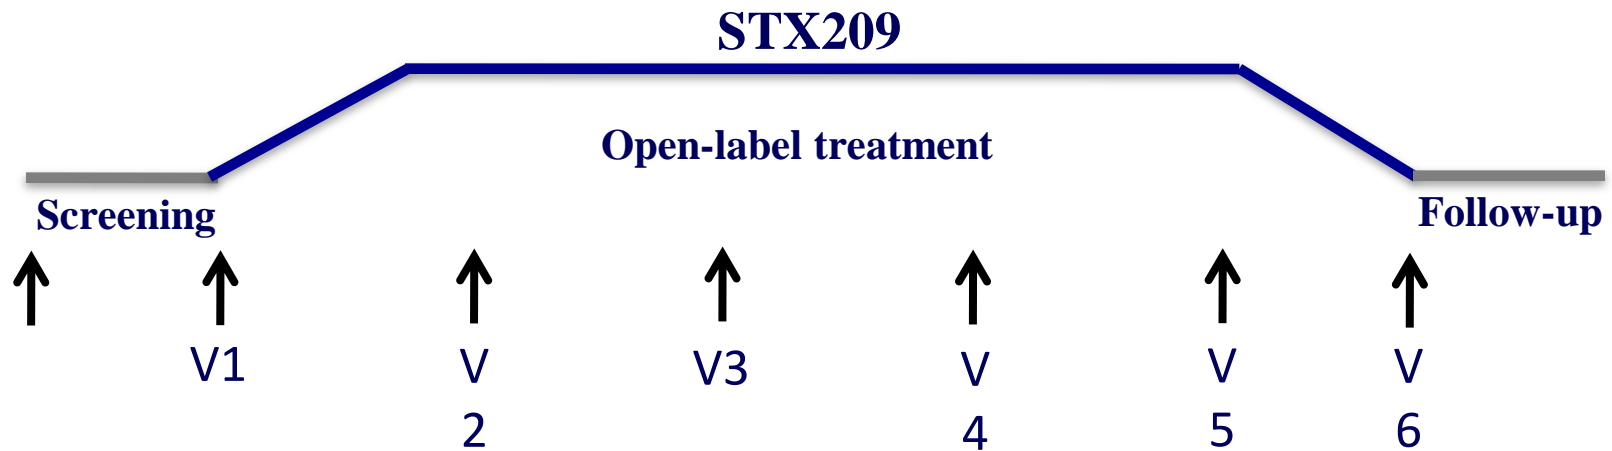 STX209
Open-label treatment
Screening
Follow-up
V1
V
2
V3
V
4
V
5
V
6